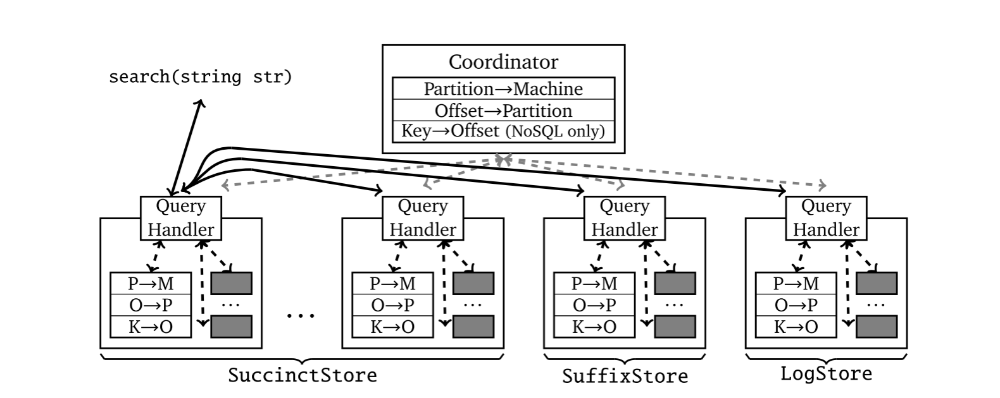 Coordinator
search(string str)
Partition→Machine
Offset→Partition
Key→Offset (NoSQL only)
Query
Handler
Query
Handler
Query
Handler
Query
Handler
P→M
O→P
K→O
...
...
P→M
O→P
K→O
...
P→M
O→P
K→O
...
P→M
O→P
K→O
...
SuccinctStore
SuffixStore
LogStore